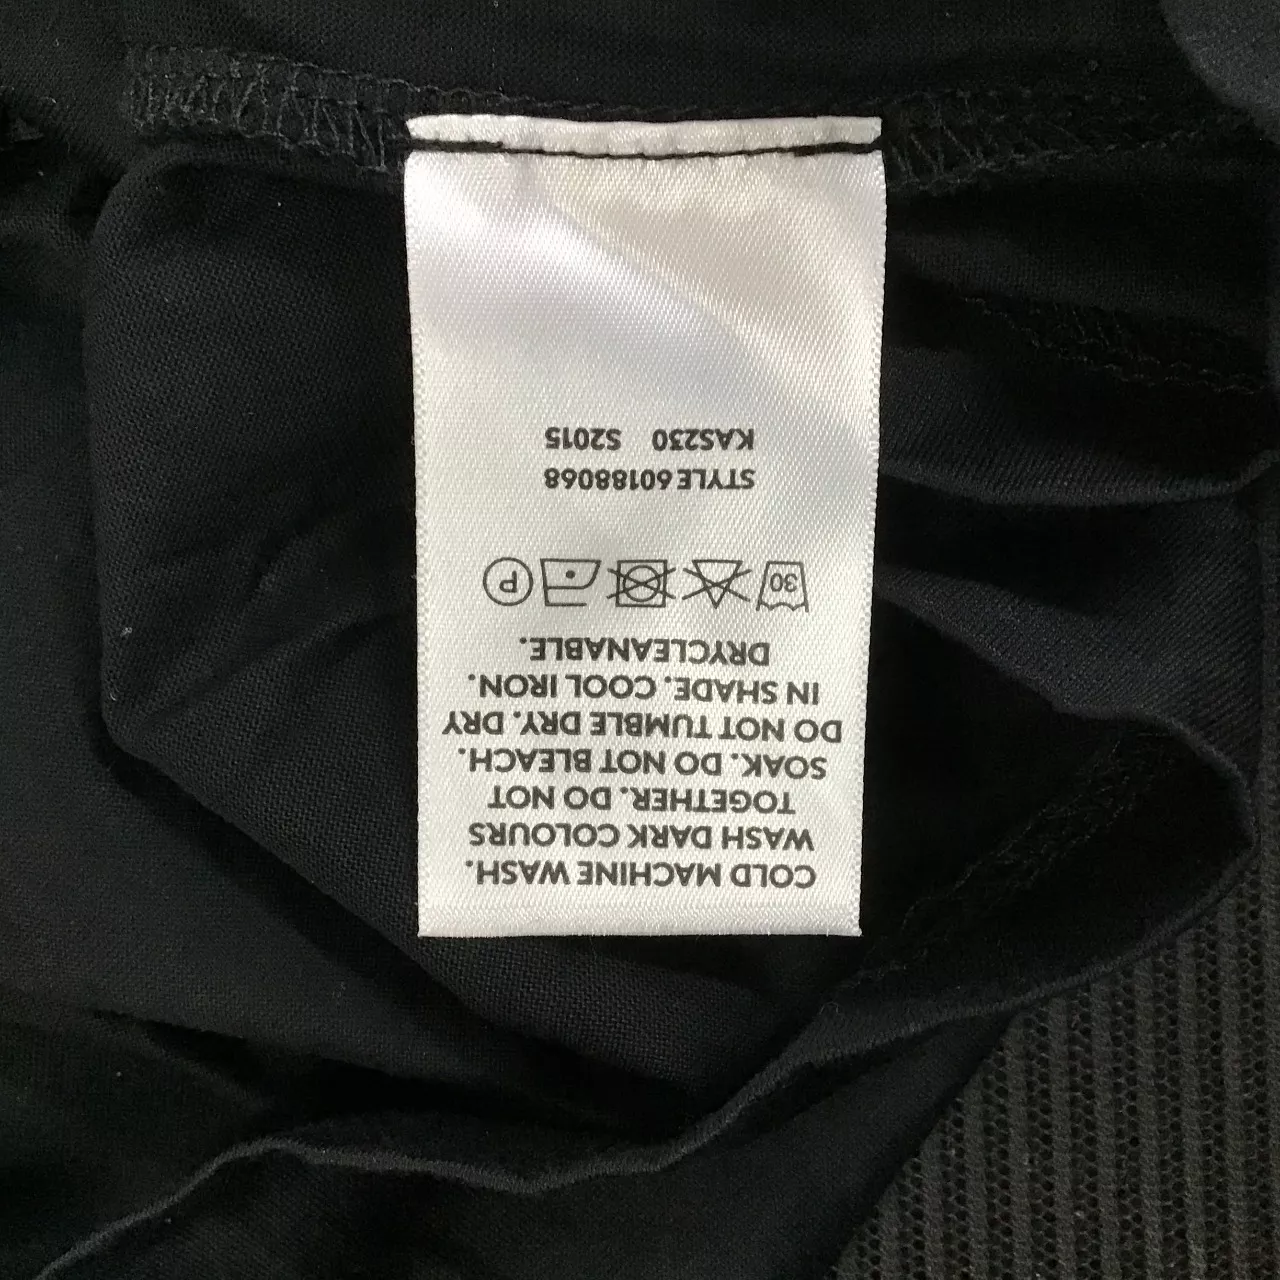 COLD MACHINE WASH.
WASH DARK COLOURS
TOGETHER. DO NOT
SOAK. DO NOT BLEACH.
DO NOT TUMBLE DRY. DRY
IN SHADE. COOL IRON.
DRYCLEANABLE.
30 P
STYLE 60188068
KAS230 S2015